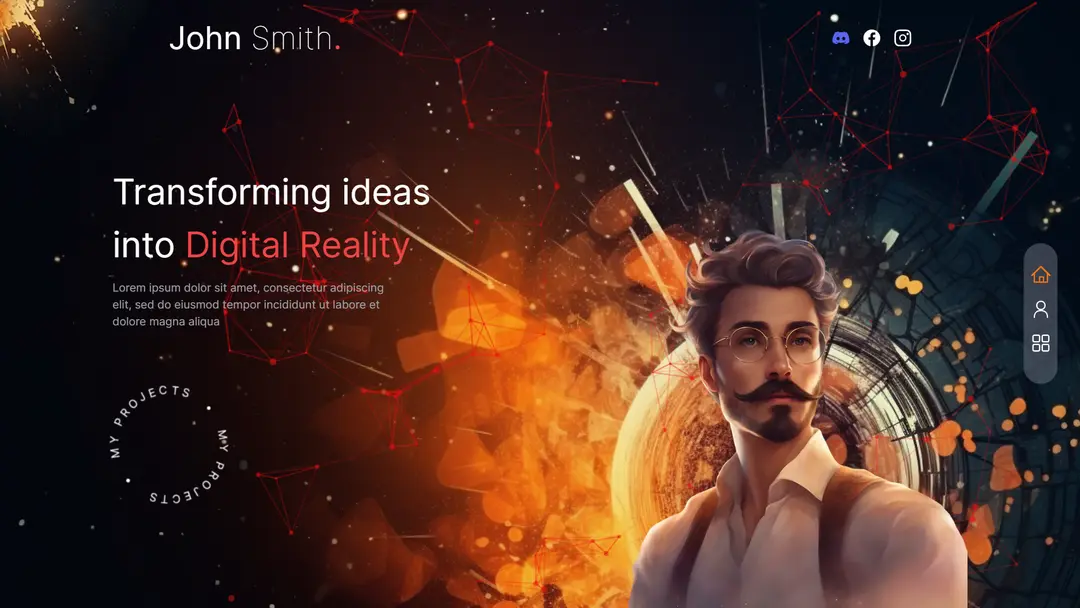 John Smith.
Transforming ideas
into Digital Reality
Lorem ipsum dolor sit amet, consectetur adipiscing
elit, sed do eiusmod tempor incididunt ut labore et
dolore magna aliqua
MY PROJECTS
MY PROJECTS